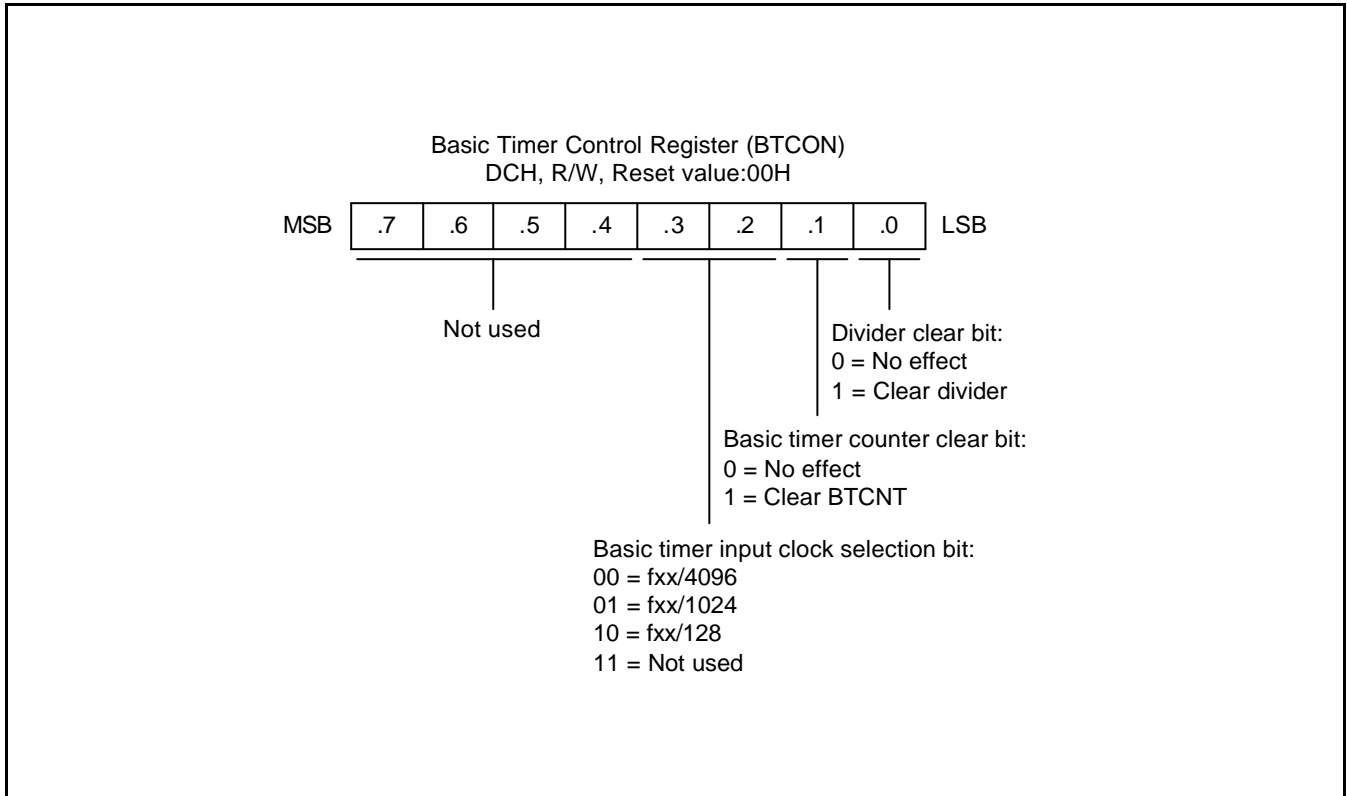 Basic Timer Control Register (BTCON)
DCH, R/W, Reset value:00H
MSB .7 .6 .5 .4 .3 .2 .1 .0 LSB
Not used
Divider clear bit:
0 = No effect
1 = Clear divider
Basic timer counter clear bit:
0 = No effect
1 = Clear BTCNT
Basic timer input clock selection bit:
00 = fxx/4096
01 = fxx/1024
10 = fxx/128
11 = Not used